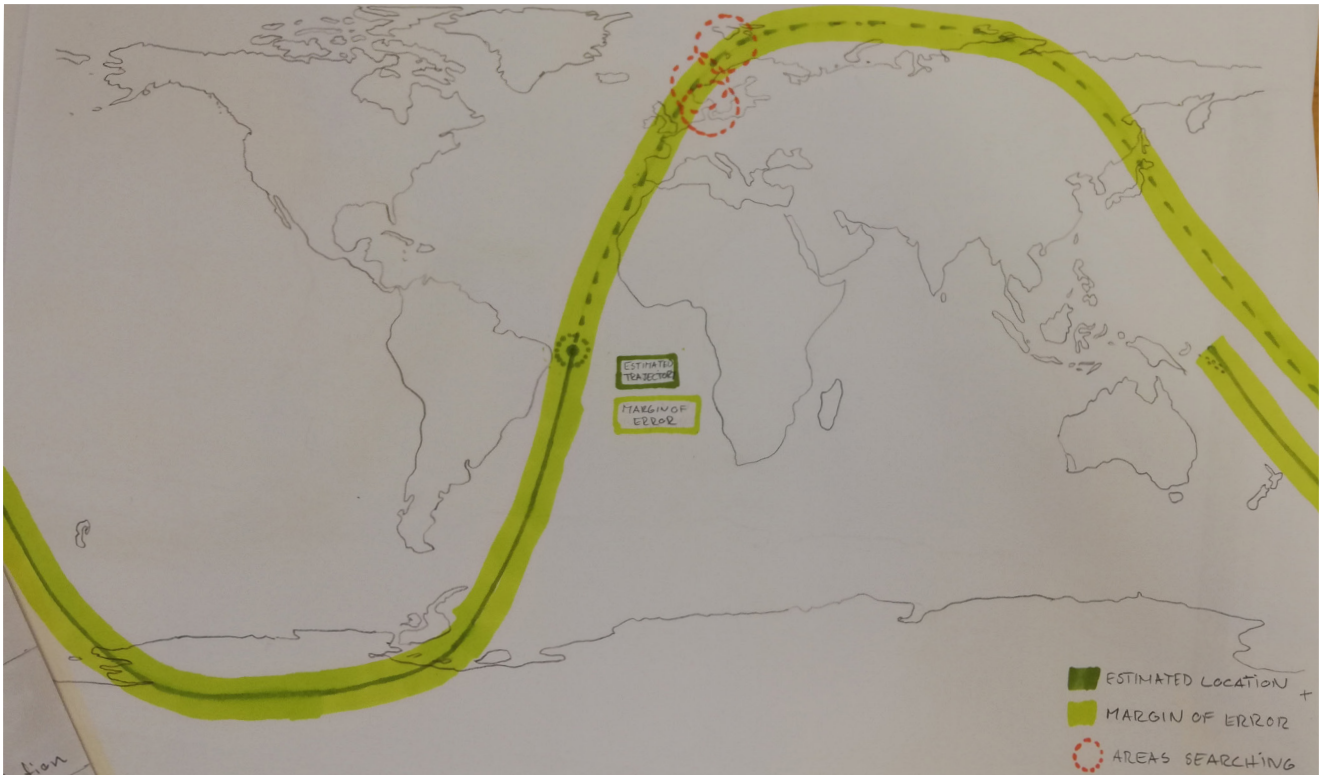 ESTIMATED
TRAJECTORY
MARGIN OF
ERROR
ESTIMATED LOCATION +
MARGIN OF ERROR
AREAS SEARCHING